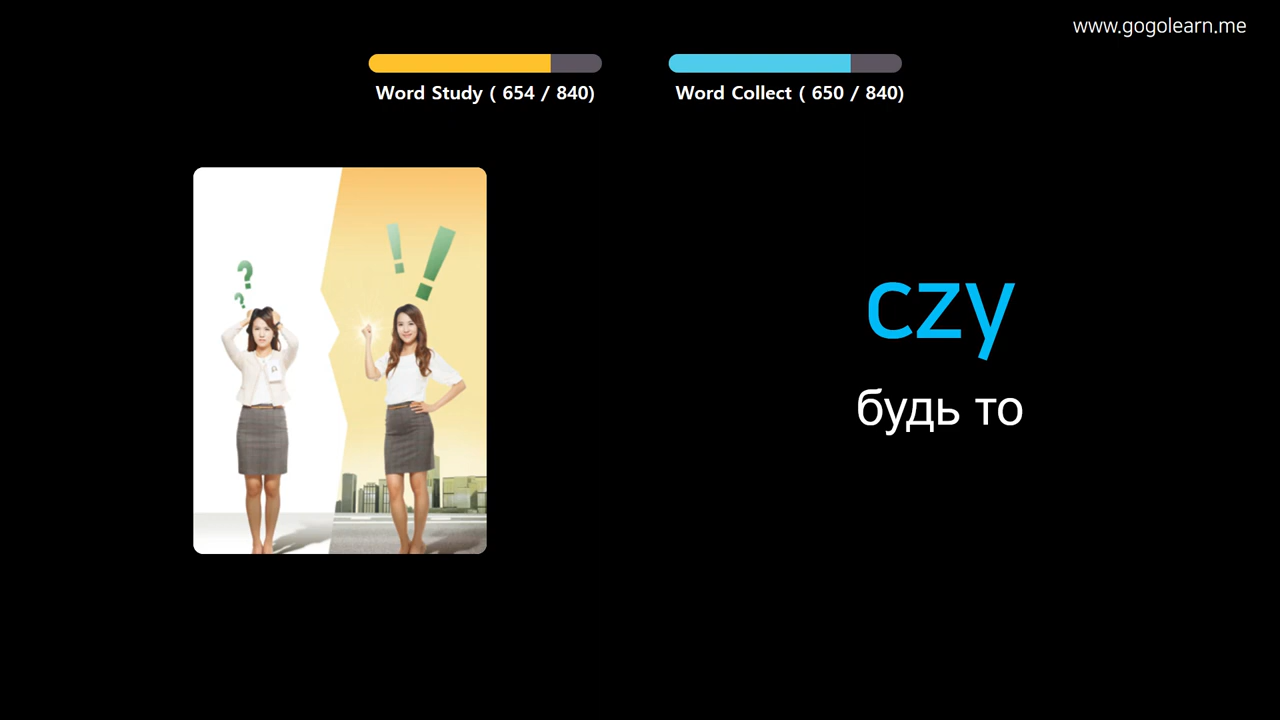 www.gogolearn.me
Word Study ( 654 / 840)
Word Collect ( 650 / 840)
? ?
! !
czy
будь то